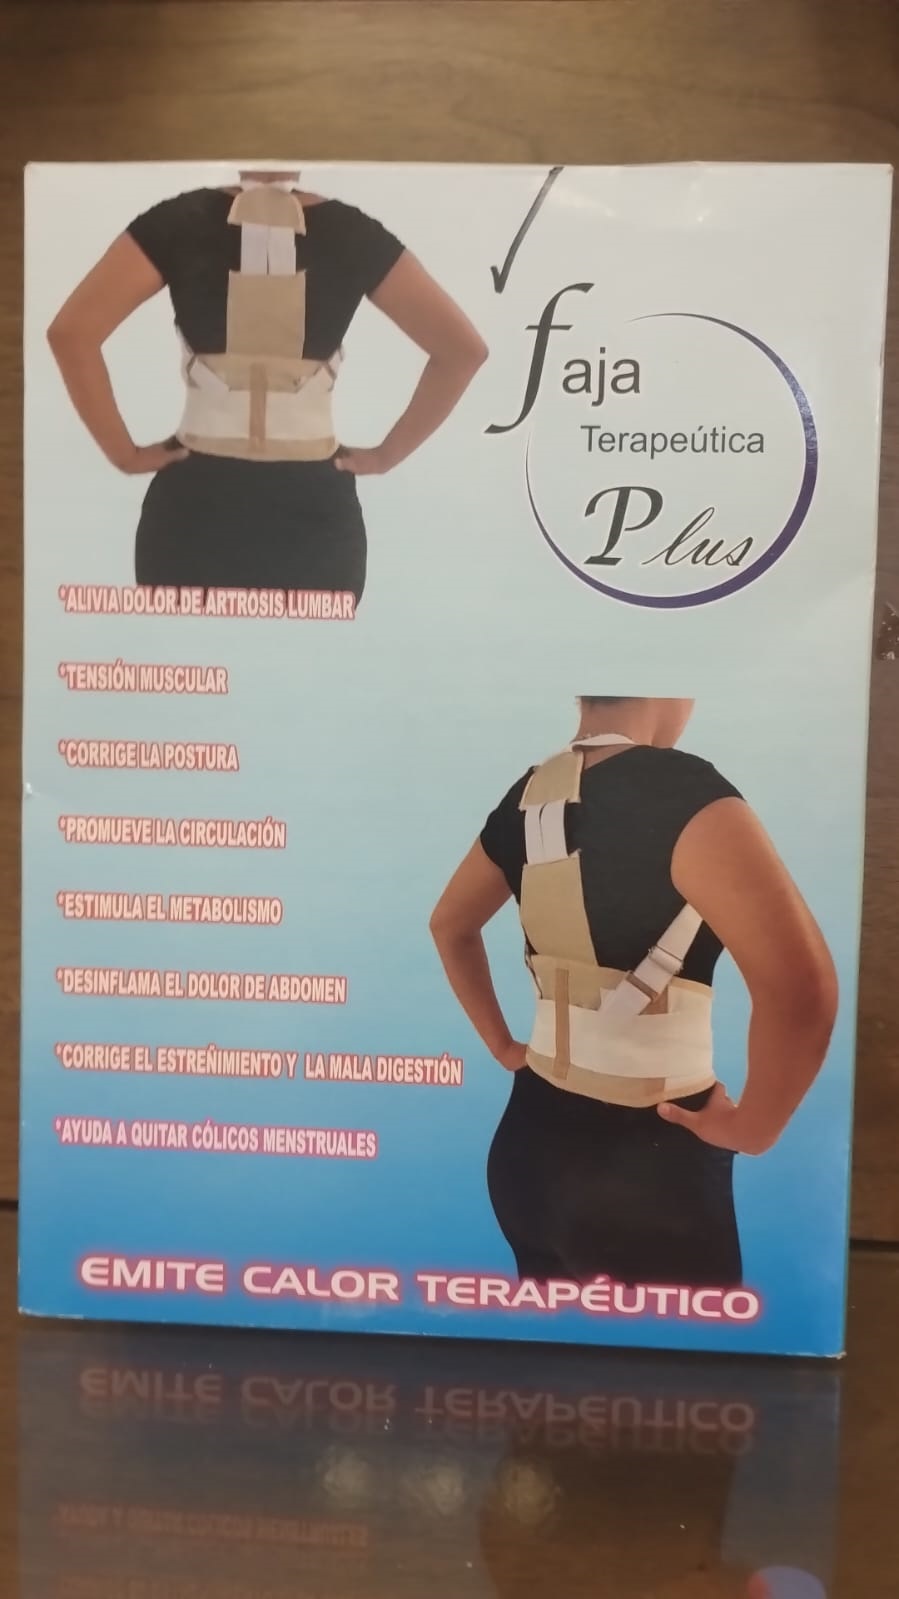 faja
Terapeútica
Plus
*ALIVIA DOLOR DE ARTROSIS LUMBAR
*TENSIÓN MUSCULAR
*CORRIGE LA POSTURA
*PROMUEVE LA CIRCULACIÓN
*ESTIMULA EL METABOLISMO
*DESINFLAMA EL DOLOR DE ABDOMEN
*CORRIGE EL ESTREÑIMIENTO Y LA MALA DIGESTIÓN
*AYUDA A QUITAR CÓLICOS MENSTRUALES
EMITE CALOR TERAPÉUTICO